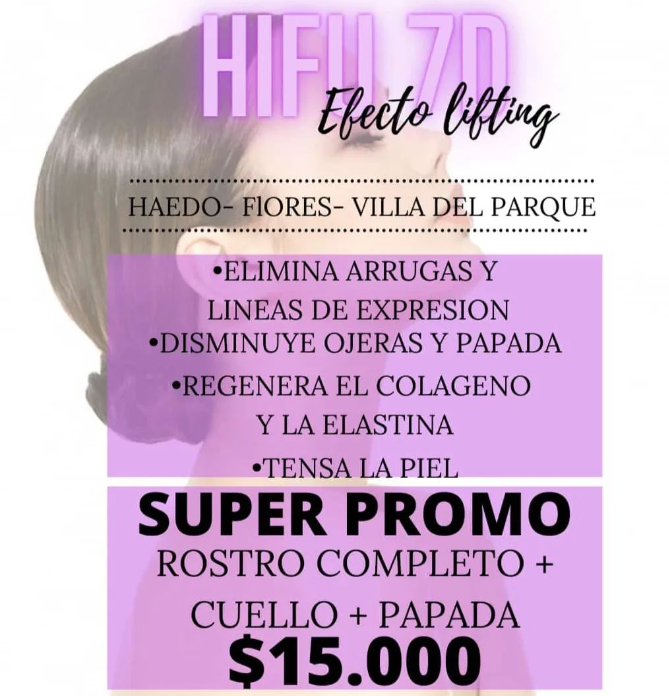 HIFU 7D
Efecto lifting
HAEDO- FlORES- VILLA DEL PARQUE
•ELIMINA ARRUGAS Y
LINEAS DE EXPRESION
•DISMINUYE OJERAS Y PAPADA
•REGENERA EL COLAGENO
Y LA ELASTINA
•TENSA LA PIEL
SUPER PROMO
ROSTRO COMPLETO +
CUELLO + PAPADA
$15.000